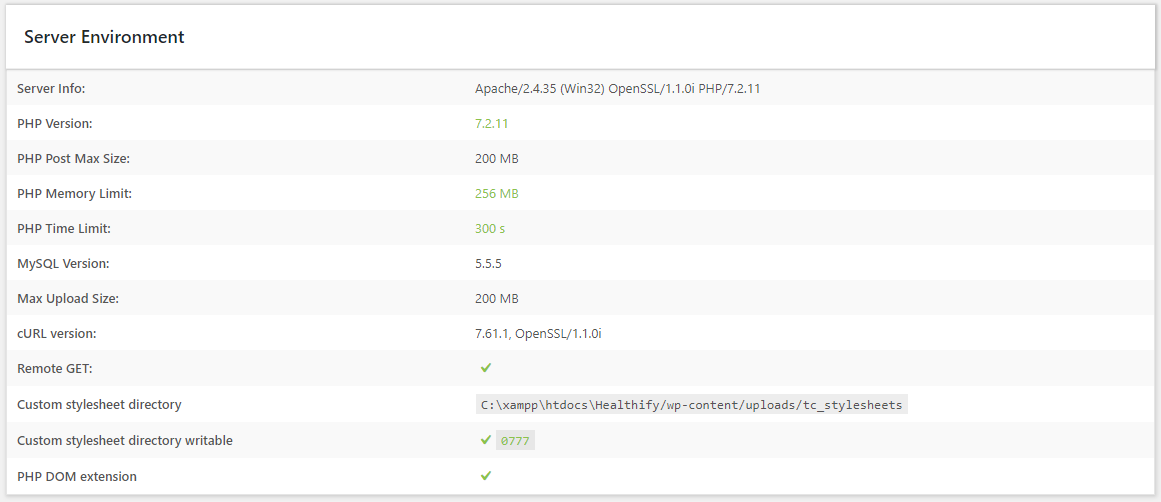 Server Environment
Server Info: Apache/2.4.35 (Win32) OpenSSL/1.1.0i PHP/7.2.11
PHP Version: 7.2.11
PHP Post Max Size: 200 MB
PHP Memory Limit: 256 MB
PHP Time Limit: 300 s
MySQL Version: 5.5.5
Max Upload Size: 200 MB
cURL version: 7.61.1, OpenSSL/1.1.0i
Remote GET: ✔
Custom stylesheet directory C:\xampp\htdocs\Healthify/wp-content/uploads/tc_stylesheets
Custom stylesheet directory writable ✔ 0777
PHP DOM extension ✔